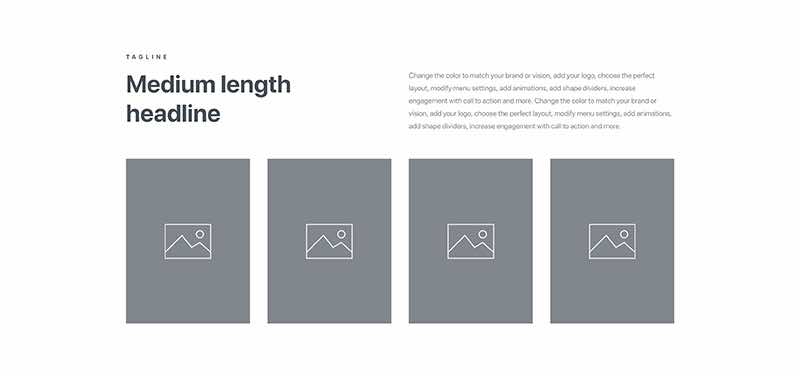 TAGLINE
Medium length
headline
Change the color to match your brand or vision, add your logo, choose the perfect
layout, modify menu settings, add animations, add shape dividers, increase
engagement with call to action and more. Change the color to match your brand or
vision, add your logo, choose the perfect layout, modify menu settings, add animations,
add shape dividers, increase engagement with call to action and more.